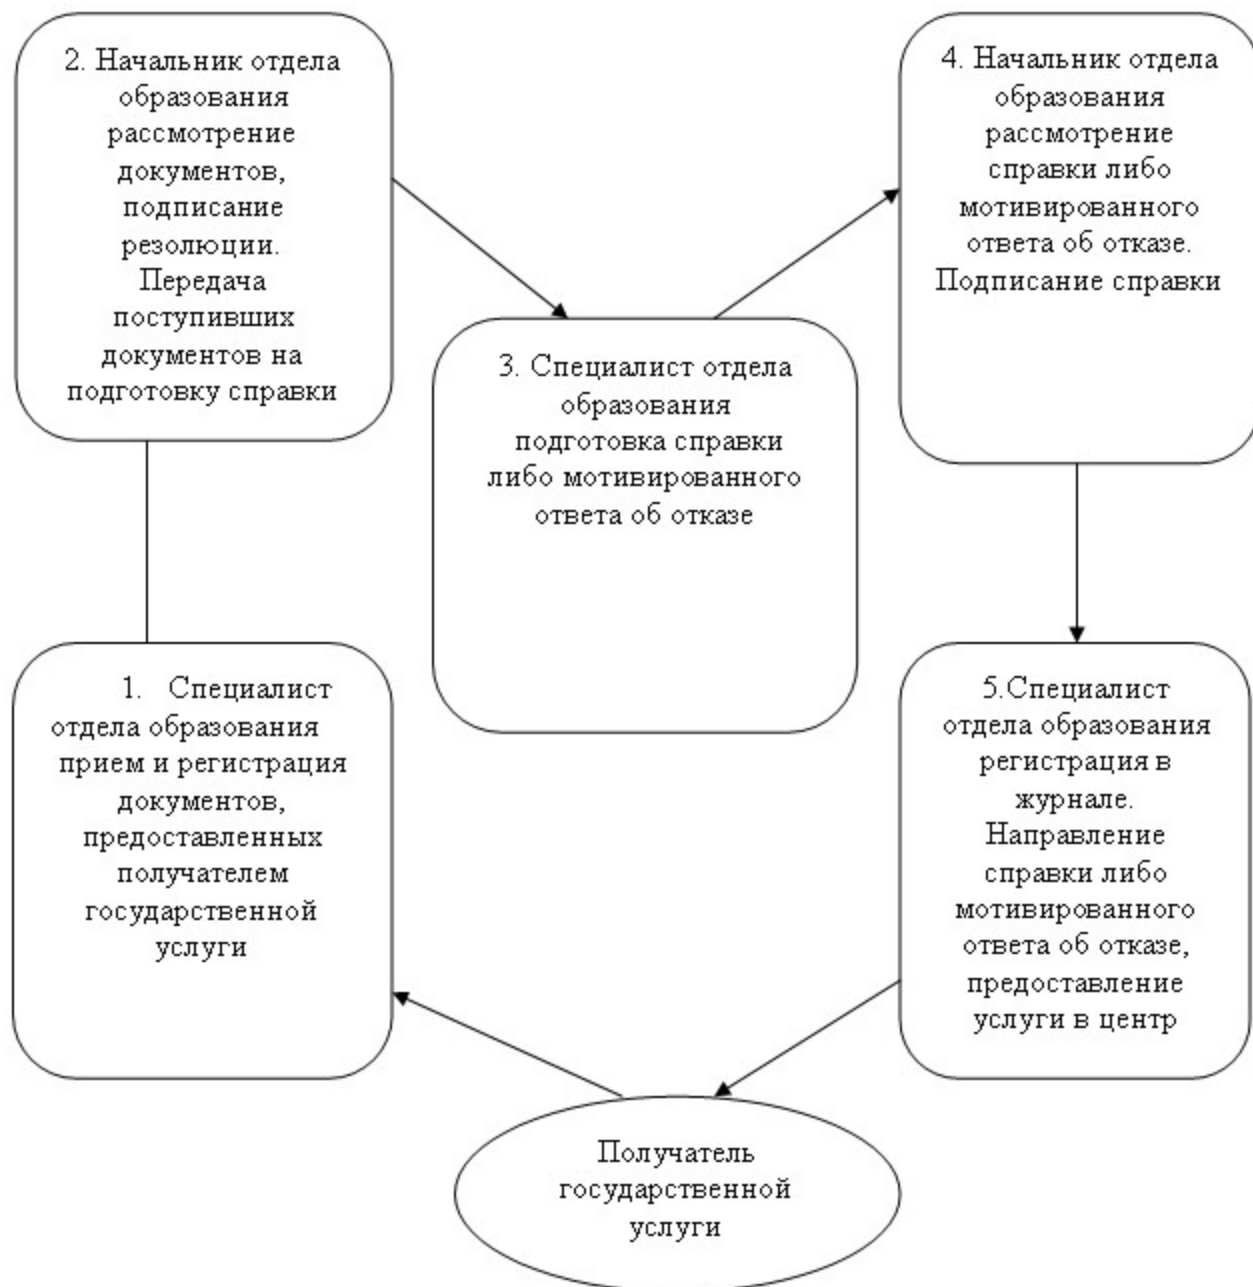 2. Начальник отдела
образования
рассмотрение
документов,
подписание
резолюции.
Передача
поступивших
документов на
подготовку справки
4. Начальник отдела
образования
рассмотрение
справки либо
мотивированного
ответа об отказе.
Подписание справки
3. Специалист отдела
образования
подготовка справки
либо мотивированного
ответа об отказе
1. Специалист
отдела образования
прием и регистрация
документов,
предоставленных
получателем
государственной
услуги
5.Специалист
отдела образования
регистрация в
журнале.
Направление
справки либо
мотивированного
ответа об отказе,
предоставление
услуги в центр
Получатель
государственной
услуги